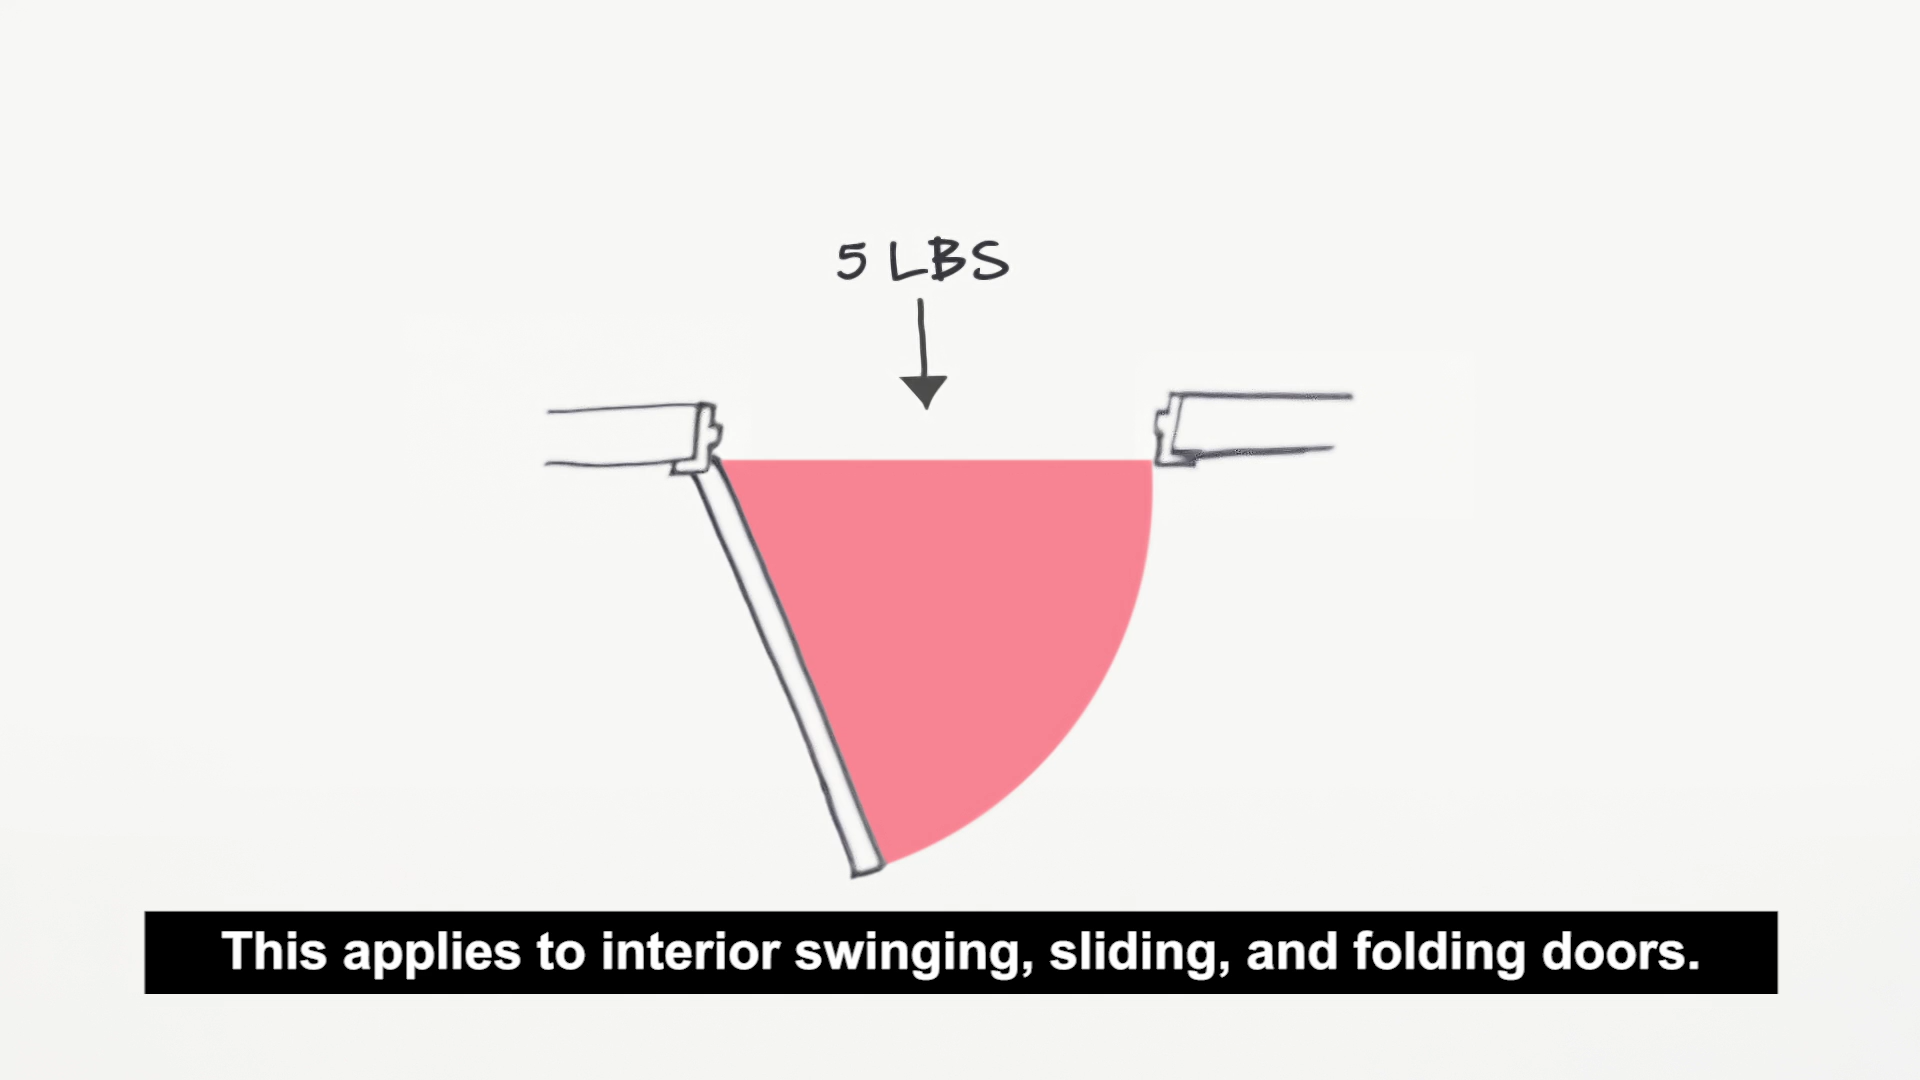 5 LBS
This applies to interior swinging, sliding, and folding doors.